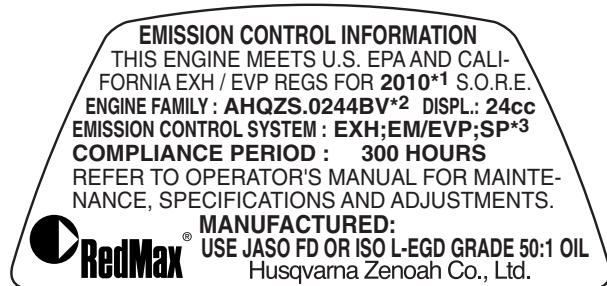 EMISSION CONTROL INFORMATION
THIS ENGINE MEETS U.S. EPA AND CALI-
FORNIA EXH / EVP REGS FOR 2010*1 S.O.R.E.
ENGINE FAMILY : AHQZS.0244BV*2 DISPL.: 24cc
EMISSION CONTROL SYSTEM : EXH;EM/EVP;SP*3
COMPLIANCE PERIOD : 300 HOURS
REFER TO OPERATOR'S MANUAL FOR MAINTE-
NANCE, SPECIFICATIONS AND ADJUSTMENTS.
MANUFACTURED:
RedMax® USE JASO FD OR ISO L-EGD GRADE 50:1 OIL
Husqvarna Zenoah Co., Ltd.